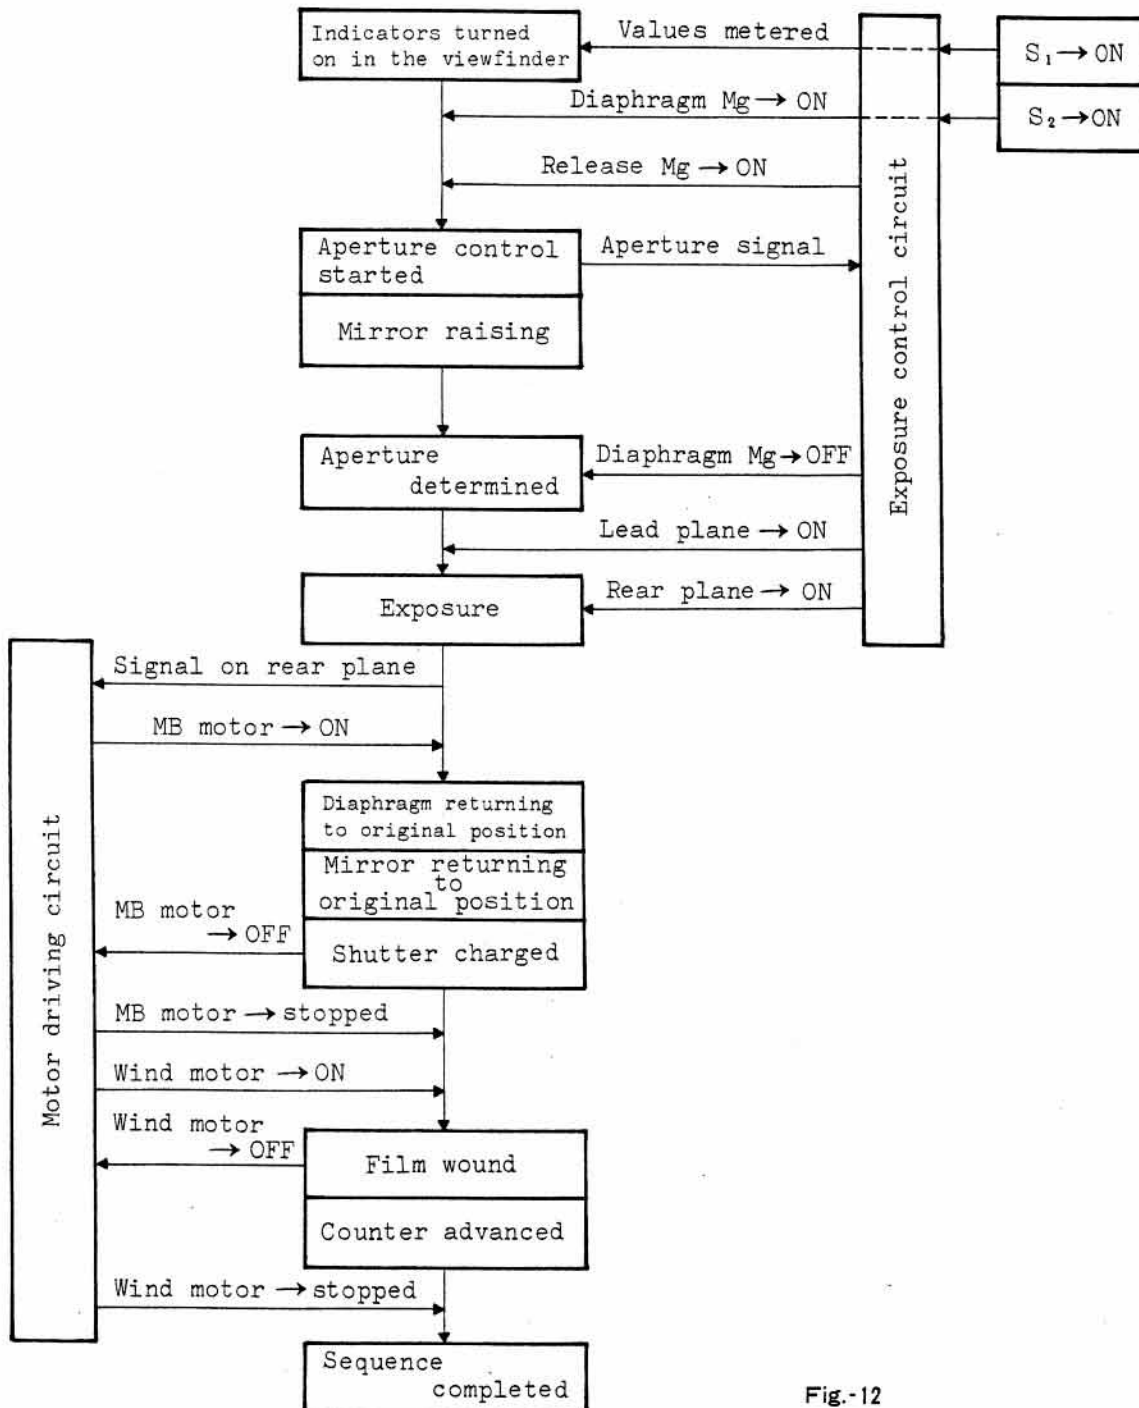 Indicators turned
on in the viewfinder
Values metered
S₁ → ON
Diaphragm Mg → ON
S₂ → ON
Release Mg → ON
Exposure control circuit
Aperture control
started
Aperture signal
Mirror raising
Aperture
determined
Diaphragm Mg → OFF
Lead plane → ON
Exposure
Rear plane → ON
Signal on rear plane
MB motor → ON
Motor driving circuit
Diaphragm returning
to original position
Mirror returning
to
original position
MB motor
→ OFF
Shutter charged
MB motor → stopped
Wind motor → ON
Wind motor
→ OFF
Film wound
Counter advanced
Wind motor → stopped
Sequence
completed
Fig.-12